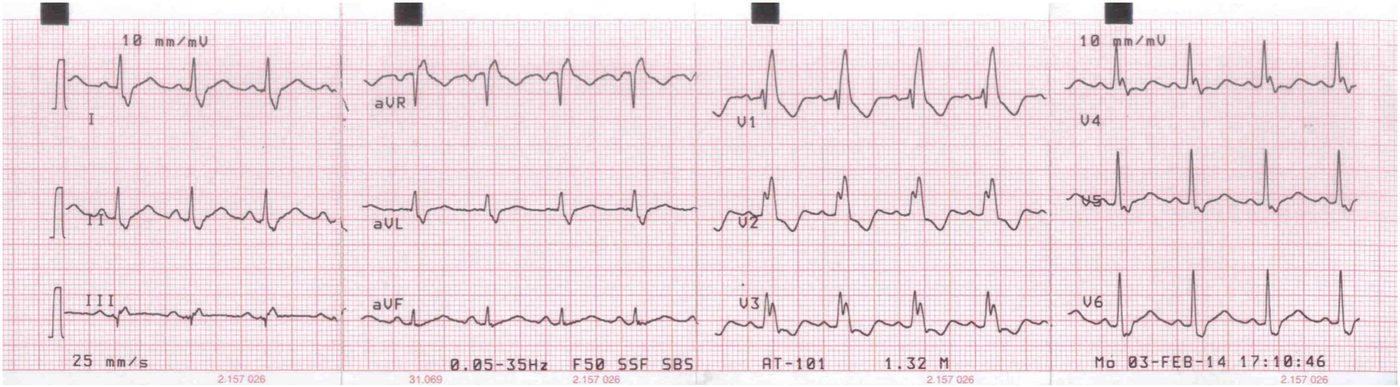 10 mm/mV
10 mm/mV
I
aVR
V1
V4
II
aVL
V2
V5
III
aVF
V3
V6
25 mm/s
0.05-35Hz F50 SSF SBS
AT-101
1.32 M
Mo 03-FEB-14 17:10:46
2.157 026
31.069
2.157 026
2.157 026
2.157 026